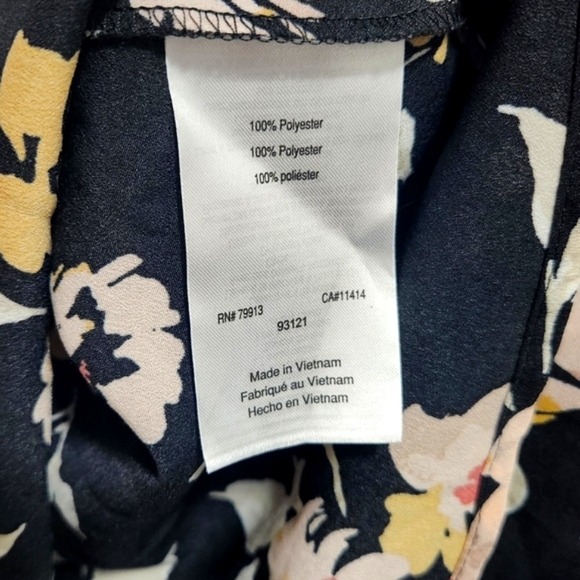 100% Polyester
100% Polyester
100% poliéster
RN# 79913 CA#11414
93121
Made in Vietnam
Fabriqué au Vietnam
Hecho en Vietnam